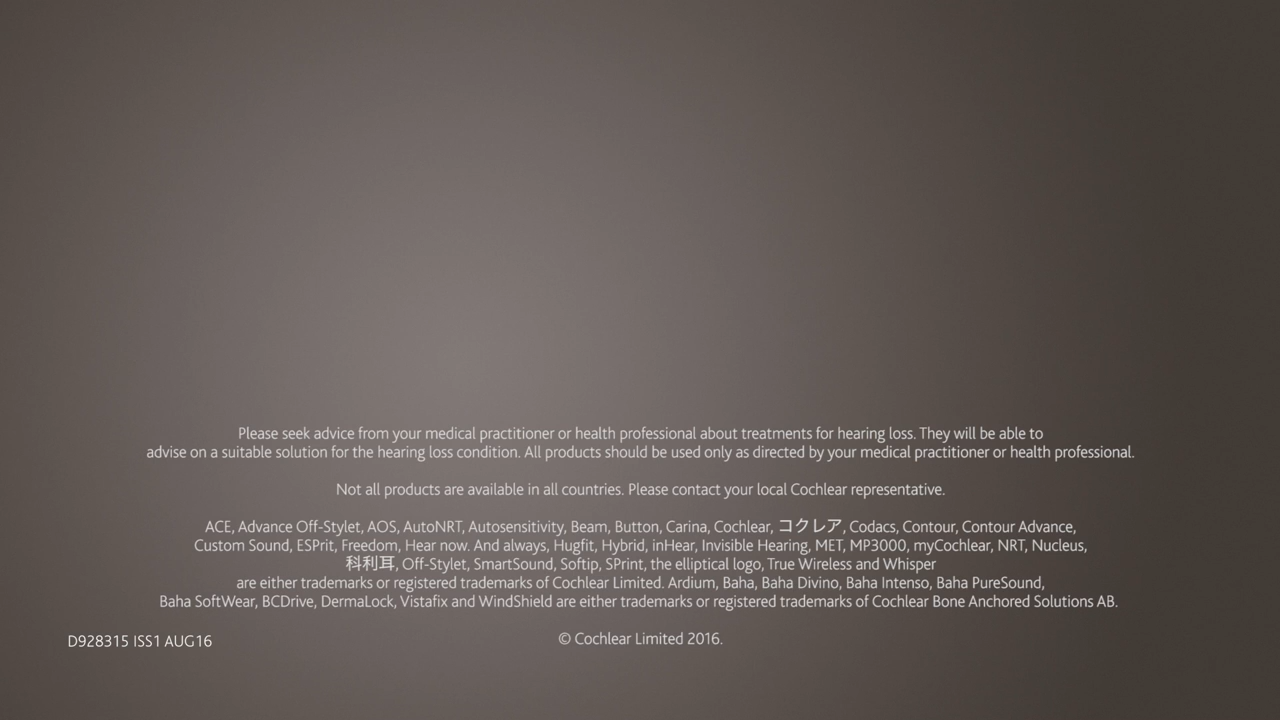 Please seek advice from your medical practitioner or health professional about treatments for hearing loss. They will be able to
advise on a suitable solution for the hearing loss condition. All products should be used only as directed by your medical practitioner or health professional.
Not all products are available in all countries. Please contact your local Cochlear representative.
ACE, Advance Off-Stylet, AOS, AutoNRT, Autosensitivity, Beam, Button, Carina, Cochlear, コクレア, Codacs, Contour, Contour Advance,
Custom Sound, ESPrit, Freedom, Hear now. And always, Hugfit, Hybrid, inHear, Invisible Hearing, MET, MP3000, myCochlear, NRT, Nucleus,
科利耳, Off-Stylet, SmartSound, Softip, SPrint, the elliptical logo, True Wireless and Whisper
are either trademarks or registered trademarks of Cochlear Limited. Ardium, Baha, Baha Divino, Baha Intenso, Baha PureSound,
Baha SoftWear, BCDrive, DermaLock, Vistafix and WindShield are either trademarks or registered trademarks of Cochlear Bone Anchored Solutions AB.
© Cochlear Limited 2016.
D928315 ISS1 AUG16